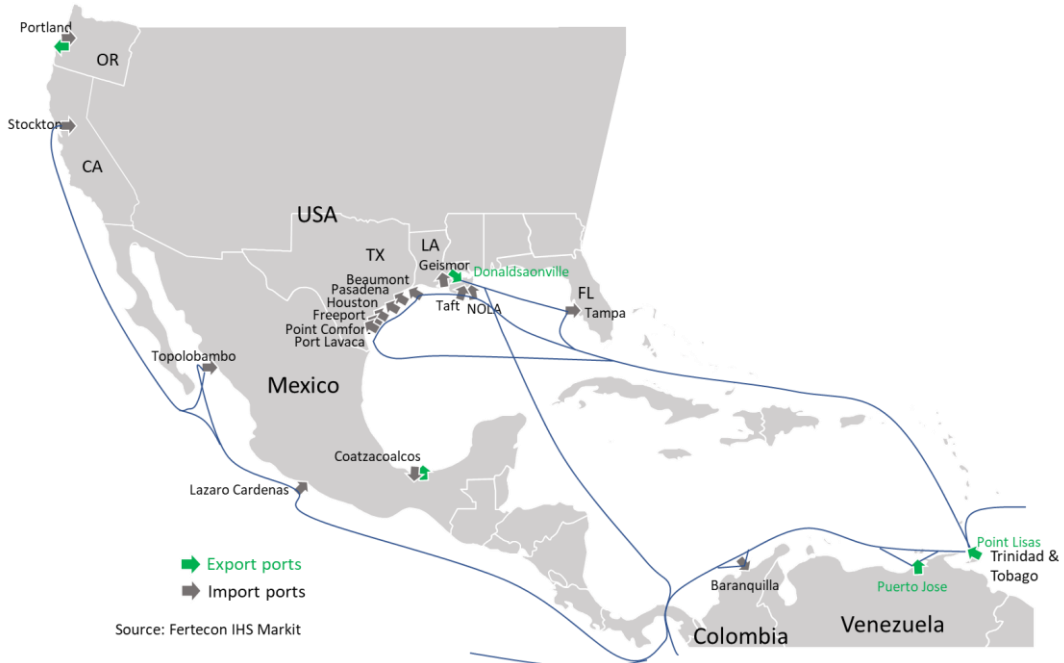 Portland
OR
Stockton
CA
USA
TX
LA
Geismor
Donaldsaonville
Beaumont
Pasadena
Houston
Freeport
Point Comfort
Port Lavaca
Taft
NOLA
FL
Tampa
Topolobambo
Mexico
Coatzacoalcos
Lazaro Cardenas
Export ports
Import ports
Source: Fertecon IHS Markit
Point Lisas
Trinidad &
Tobago
Baranquilla
Puerto Jose
Colombia
Venezuela